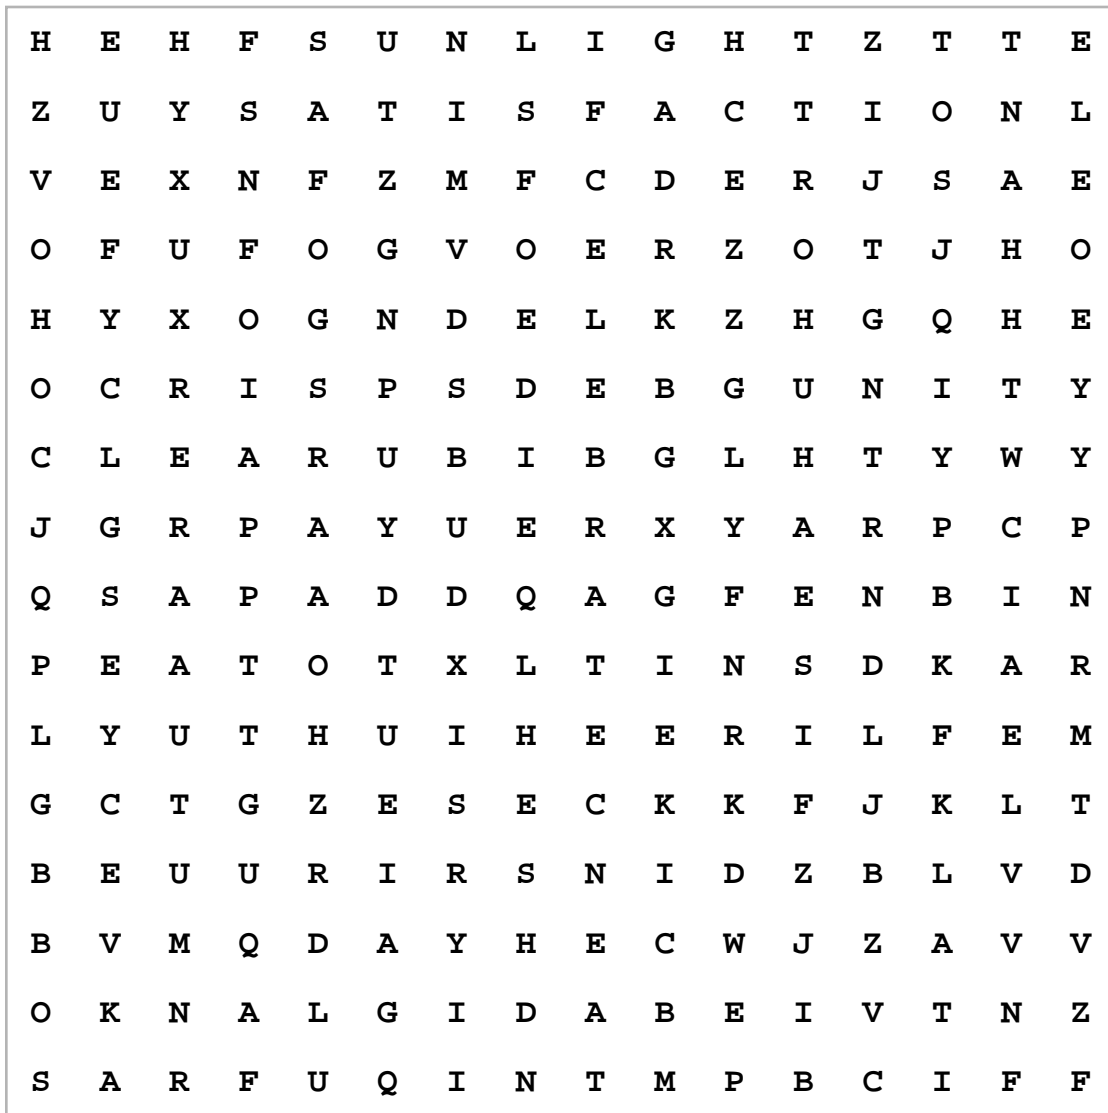 H E H F S U N L I G H T Z T T E
Z U Y S A T I S F A C T I O N L
V E X N F Z M F C D E R J S A E
O F U F O G V O E R Z O T J H O
H Y X O G N D E L K Z H G Q H E
O C R I S P S D E B G U N I T Y
C L E A R U B I B G L H T Y W Y
J G R P A Y U E R X Y A R P C P
Q S A P A D D Q A G F E N B I N
P E A T O T X L T I N S D K A R
L Y U T H U I H E E R I L F E M
G C T G Z E S E C K K F J K L T
B E U U R I R S N I D Z B L V D
B V M Q D A Y H E C W J Z A V V
O K N A L G I D A B E I V T N Z
S A R F U Q I N T M P B C I F F